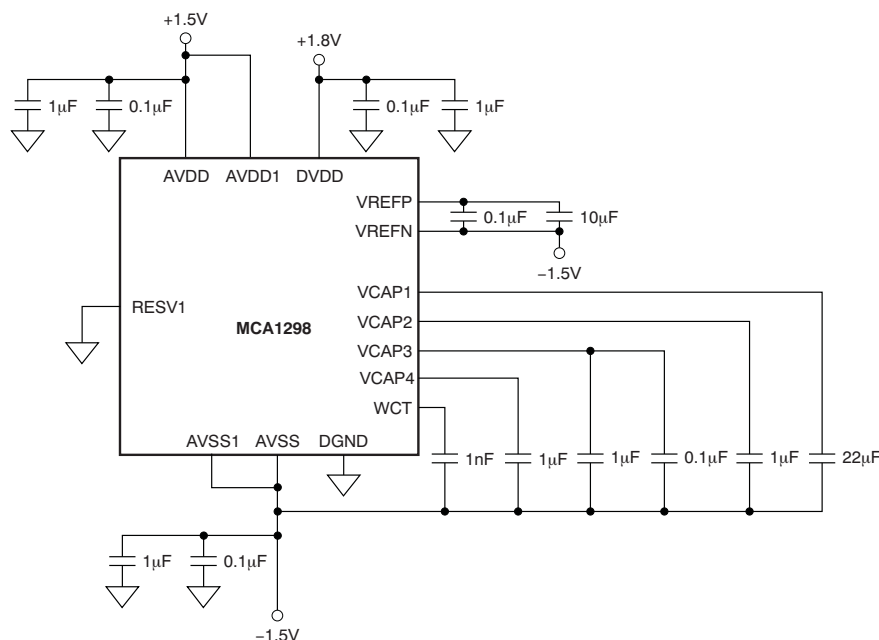 +1.5V
+1.8V
1μF
0.1μF
0.1μF
1μF
AVDD
AVDD1
DVDD
VREFP
0.1μF
10μF
VREFN
−1.5V
VCAP1
RESV1
VCAP2
MCA1298
VCAP3
VCAP4
WCT
AVSS1
AVSS
DGND
1nF
1μF
1μF
0.1μF
1μF
22μF
1μF
0.1μF
−1.5V